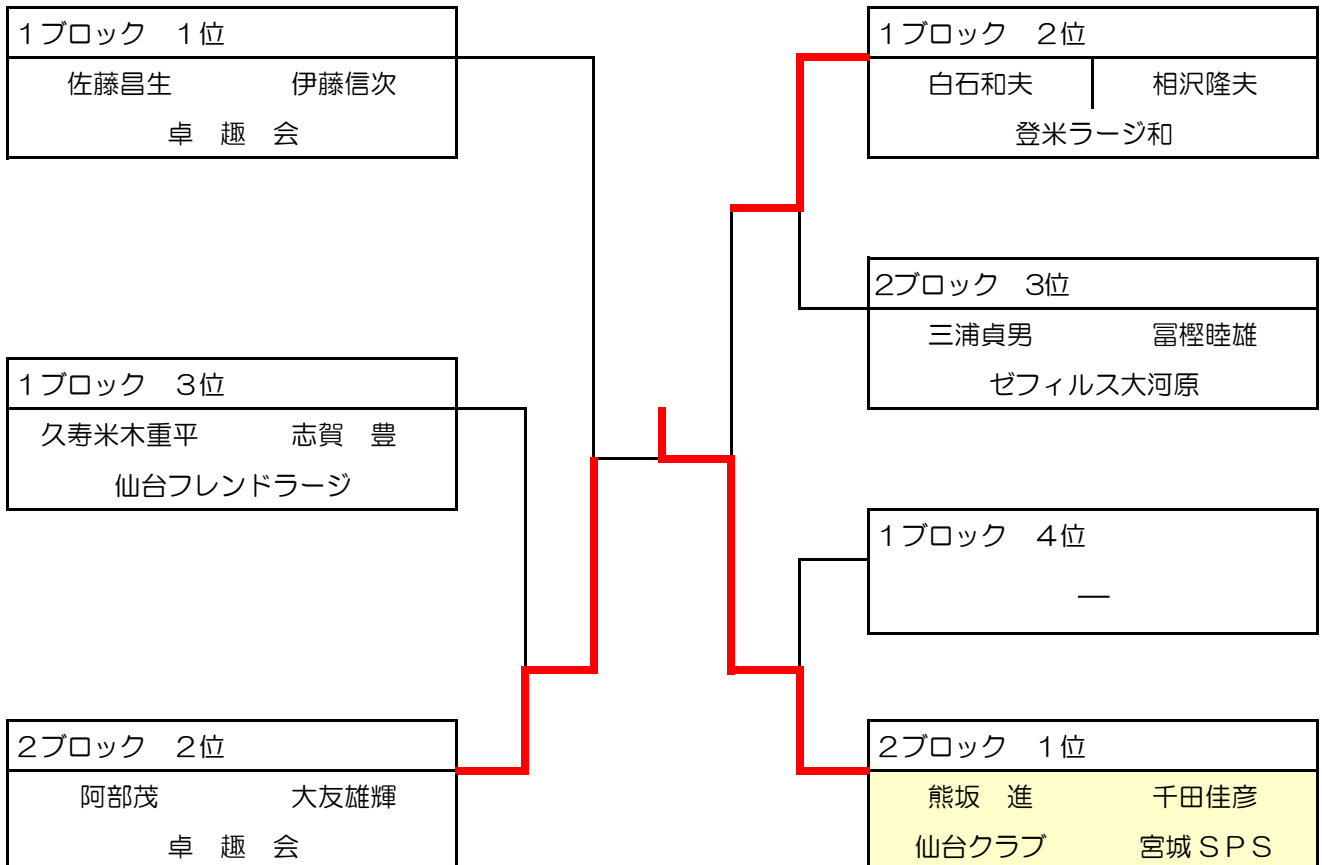 1ブロック　1位
佐藤昌生　伊藤信次
卓　趣　会
1ブロック　3位
久寿米木重平　志賀　豊
仙台フレンドラージ
2ブロック　2位
阿部茂　大友雄輝
卓　趣　会
1ブロック　2位
白石和夫　相沢隆夫
登米ラージ和
2ブロック　3位
三浦貞男　冨樫睦雄
ゼフィルス大河原
1ブロック　4位
―
2ブロック　1位
熊坂　進　千田佳彦
仙台クラブ　宮城ＳＰＳ